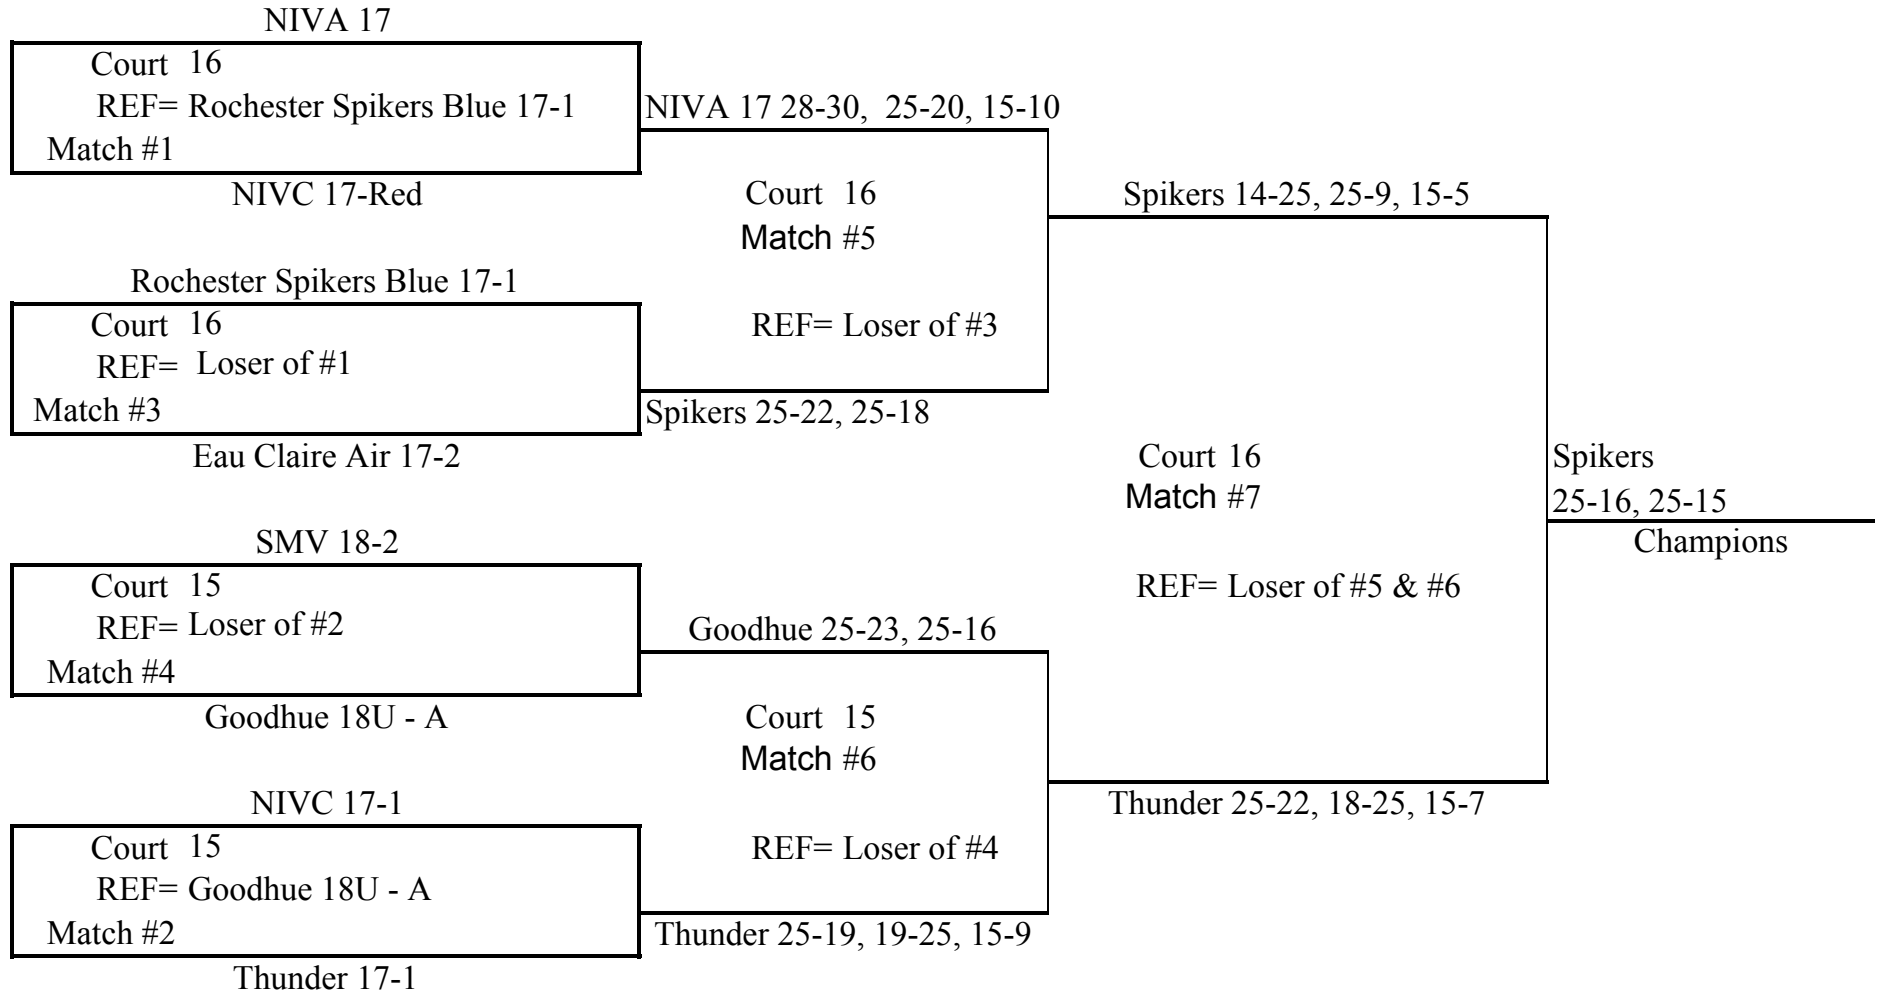 NIVA 17
Court 16
REF= Rochester Spikers Blue 17-1
Match #1
NIVC 17-Red
NIVA 17 28-30, 25-20, 15-10
Court 16
Match #5
REF= Loser of #3
Rochester Spikers Blue 17-1
Court 16
REF= Loser of #1
Match #3
Eau Claire Air 17-2
Spikers 25-22, 25-18
Spikers 14-25, 25-9, 15-5
Court 16
Match #7
REF= Loser of #5 & #6
Spikers
25-16, 25-15
Champions
SMV 18-2
Court 15
REF= Loser of #2
Match #4
Goodhue 18U - A
Goodhue 25-23, 25-16
Court 15
Match #6
REF= Loser of #4
Thunder 25-22, 18-25, 15-7
NIVC 17-1
Court 15
REF= Goodhue 18U - A
Match #2
Thunder 17-1
Thunder 25-19, 19-25, 15-9